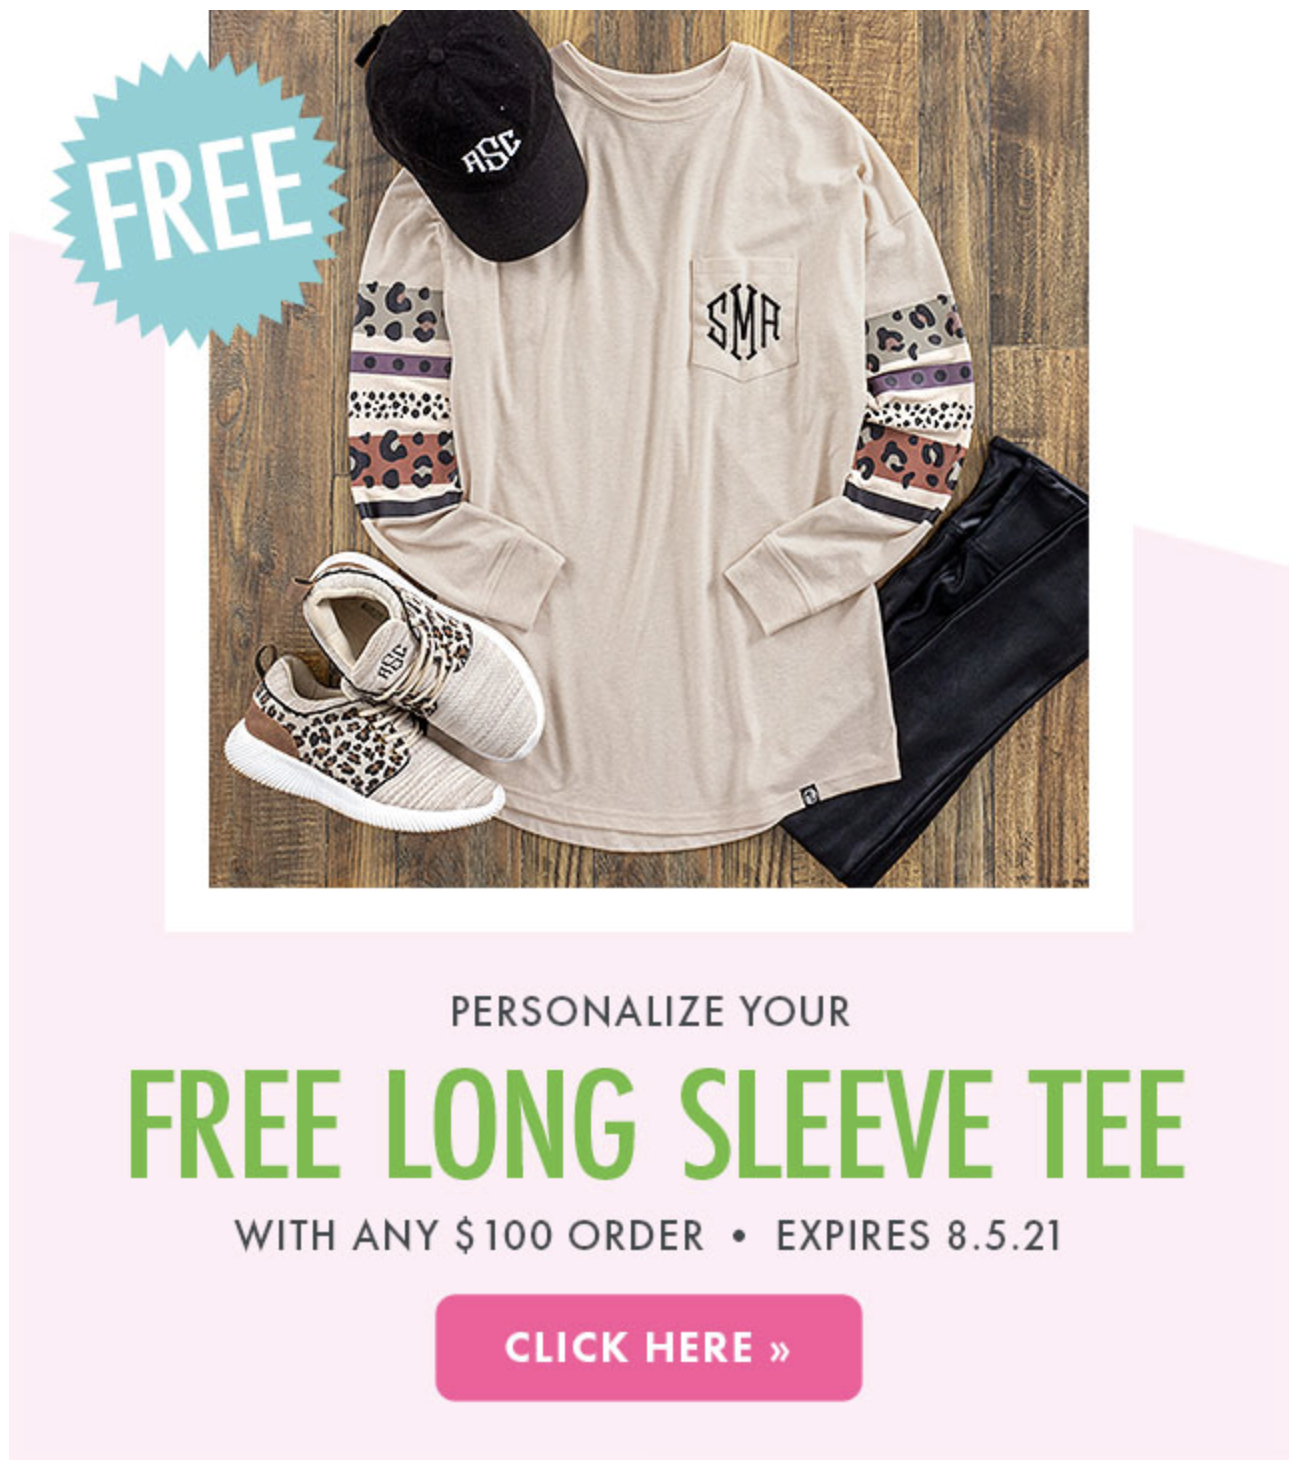 FREE
ASC
SMA
ASC
PERSONALIZE YOUR
FREE LONG SLEEVE TEE
WITH ANY $100 ORDER • EXPIRES 8.5.21
CLICK HERE »